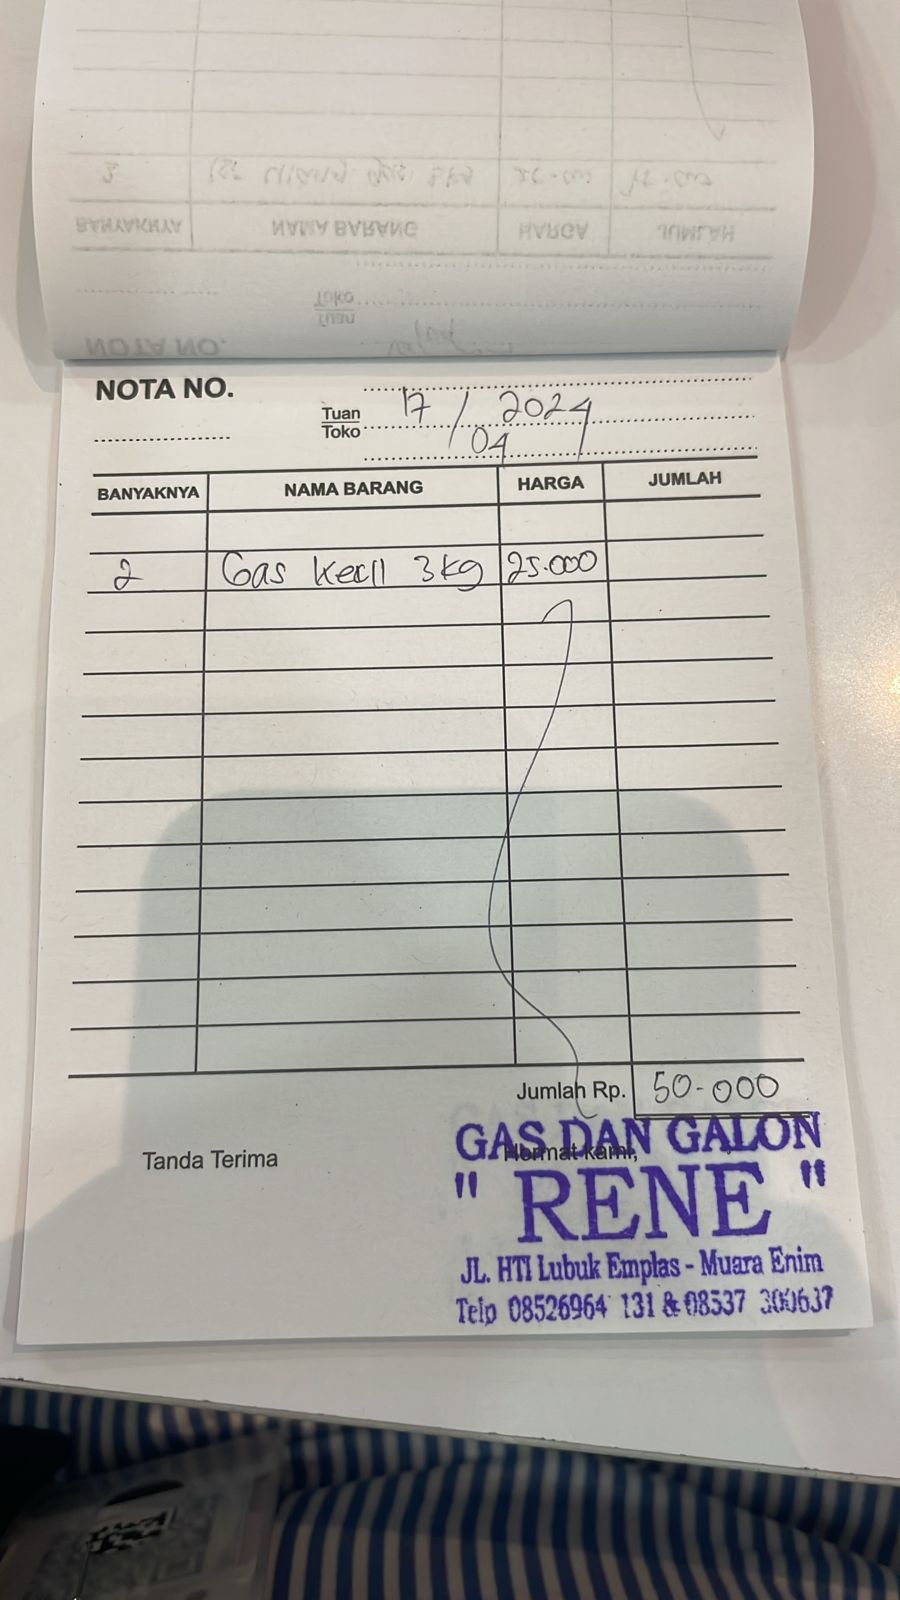 NOTA NO.
Tuan
Toko
17 / 04 / 2024
BANYAKNYA NAMA BARANG HARGA JUMLAH
2 Gas Kecil 3 kg 25.000
Jumlah Rp. 50.000
Tanda Terima
Hormat kami,
GAS DAN GALON
" RENE "
JL. HTI Lubuk Emplas - Muara Enim
Telp 08526964 131 & 08537 300637